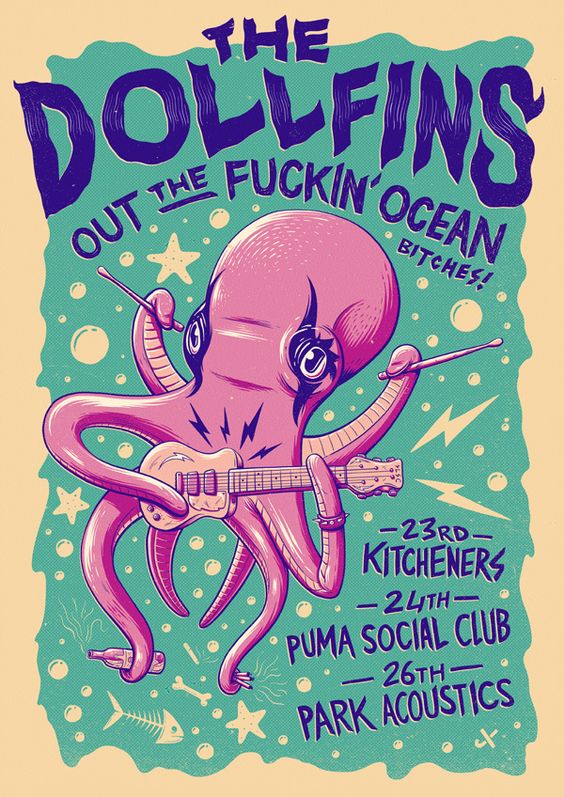 THE
DOLLFINS
OUT THE FUCKIN' OCEAN
BITCHES!
-23RD-
KITCHENERS
-24TH-
PUMA SOCIAL CLUB
-26TH-
PARK ACOUSTICS